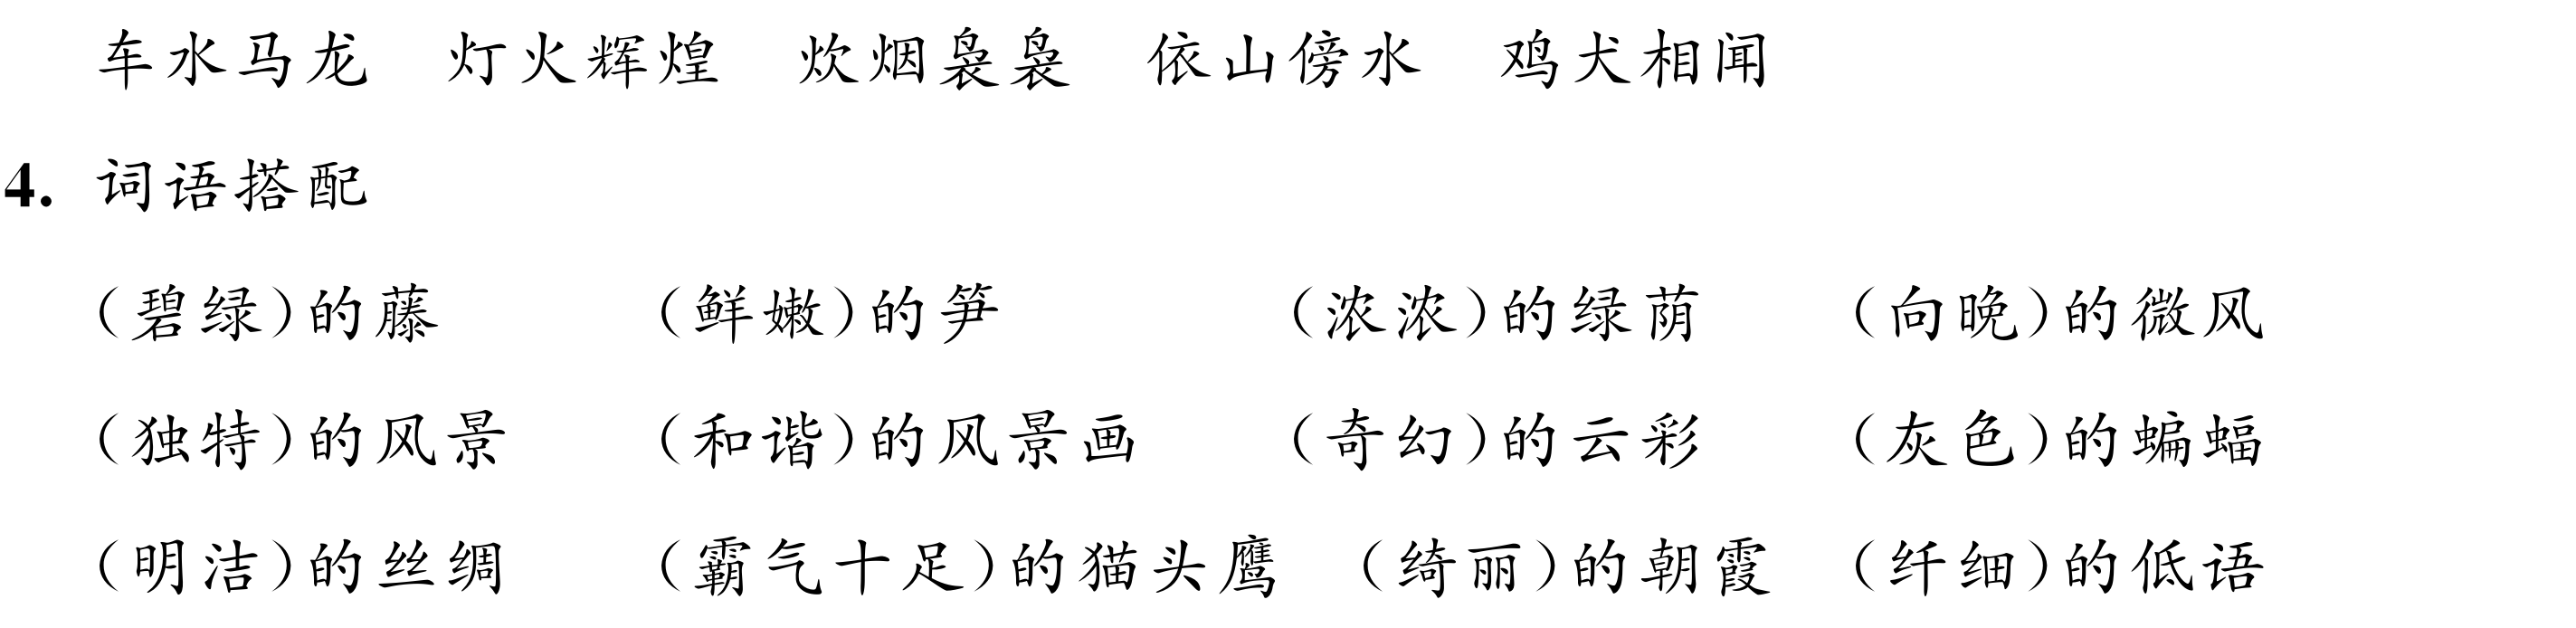 车水马龙 灯火辉煌 炊烟袅袅 依山傍水 鸡犬相闻
4. 词语搭配
（碧绿）的藤 （鲜嫩）的笋 （浓浓）的绿荫 （向晚）的微风
（独特）的风景 （和谐）的风景画 （奇幻）的云彩 （灰色）的蝙蝠
（明洁）的丝绸 （霸气十足）的猫头鹰 （绮丽）的朝霞 （纤细）的低语